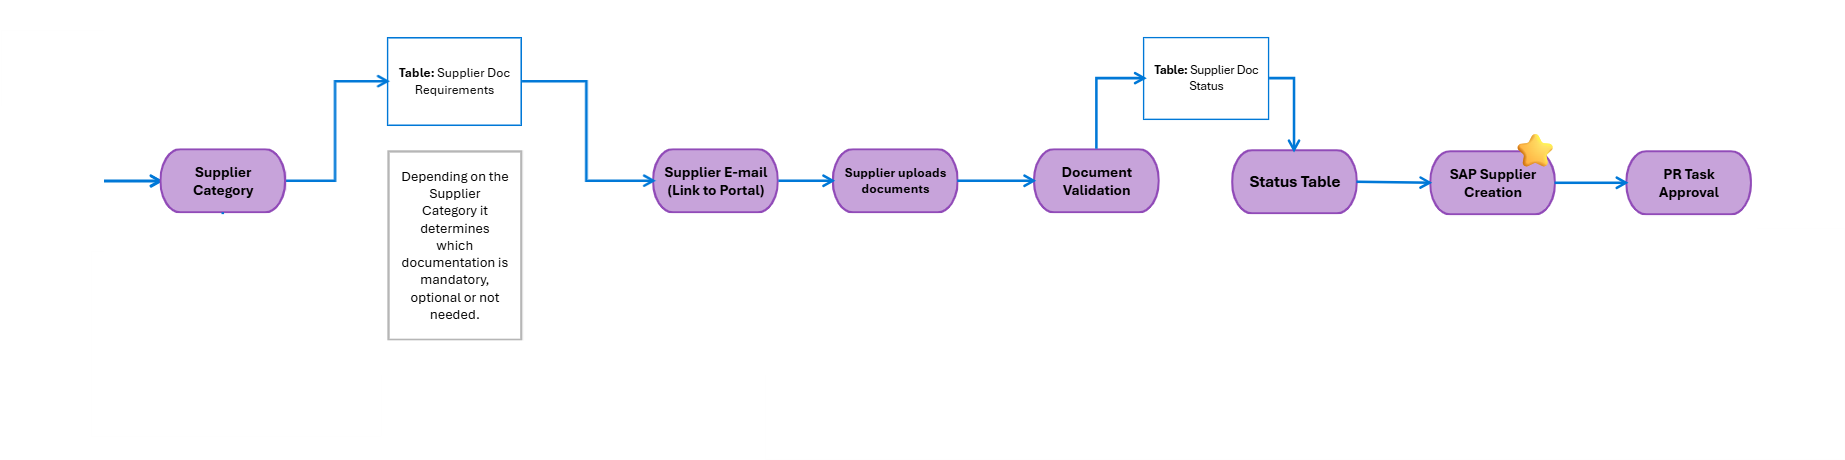 Table: Supplier Doc
Requirements
Table: Supplier Doc
Status
Supplier
Category
Depending on the
Supplier
Category it
determines
which
documentation is
mandatory,
optional or not
needed.
Supplier E-mail
(Link to Portal)
Supplier uploads
documents
Document
Validation
Status Table
SAP Supplier
Creation
PR Task
Approval